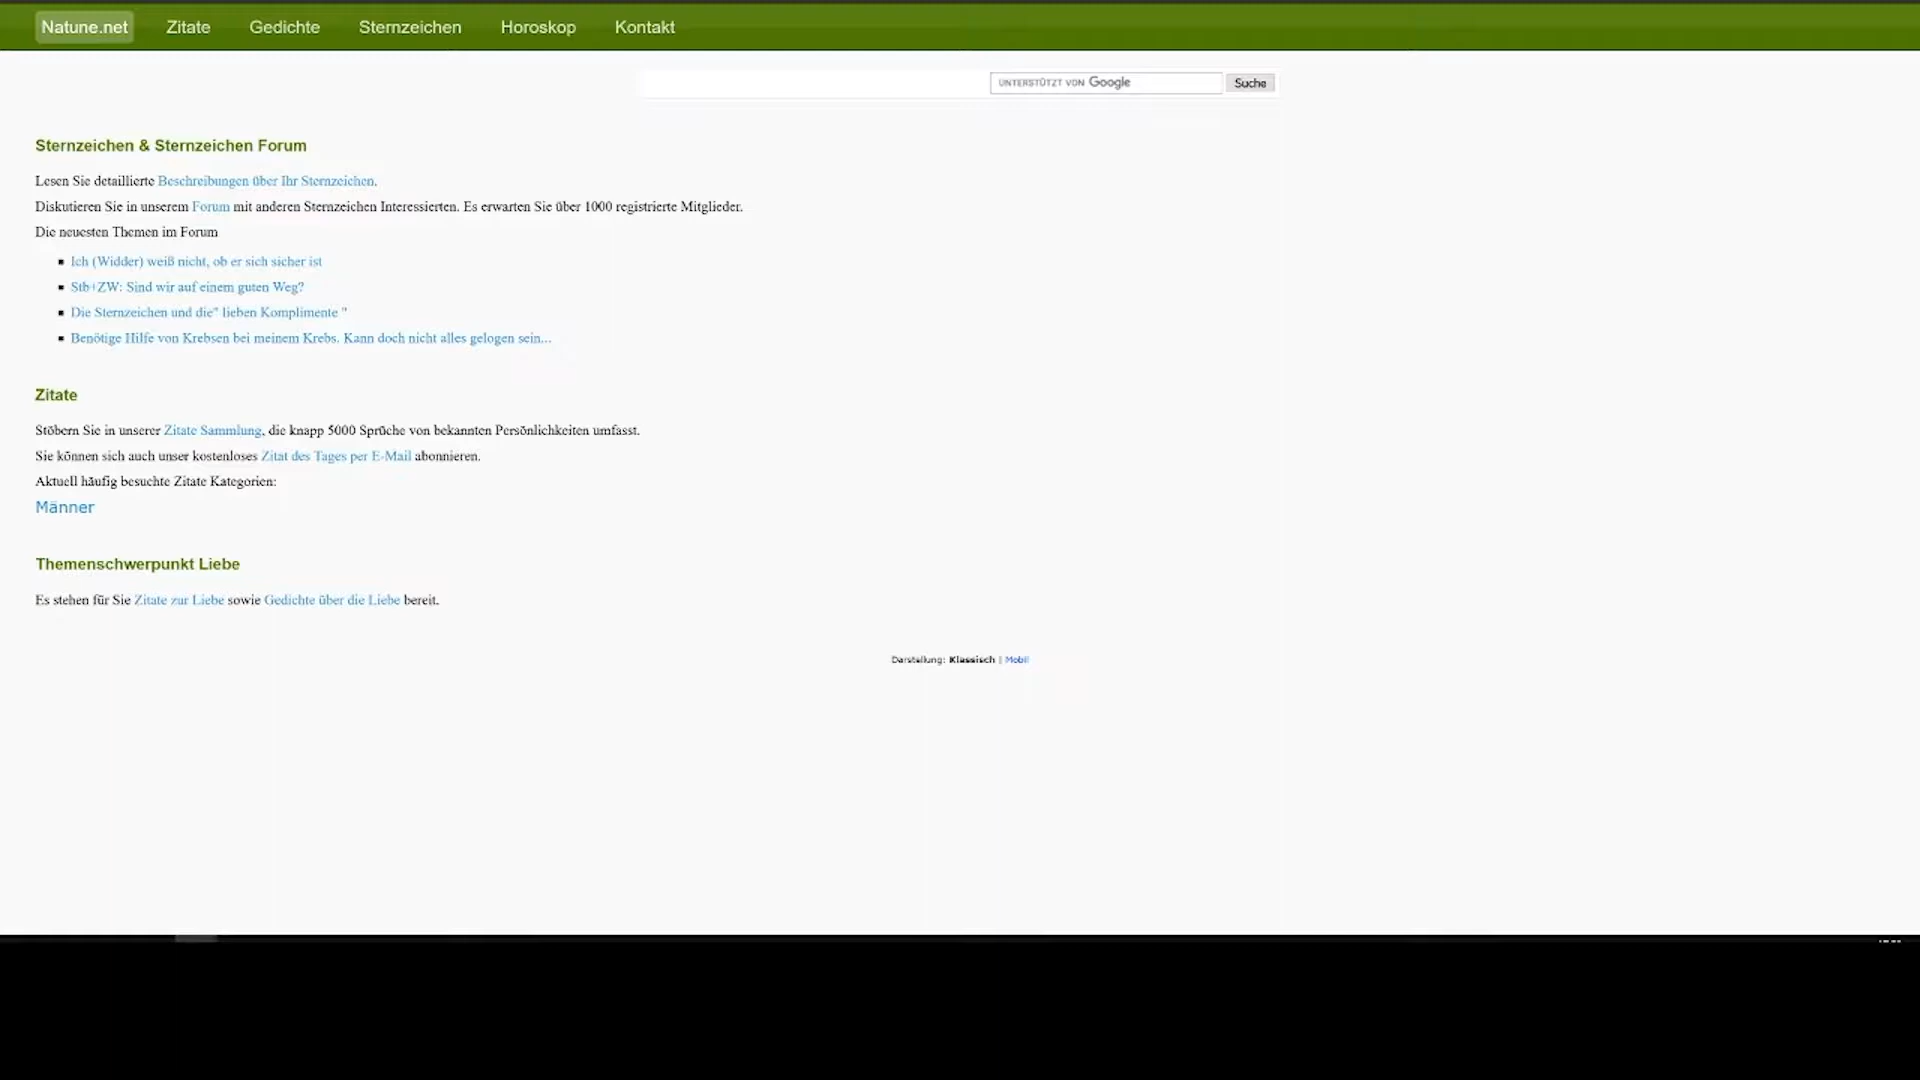 Natune.net Zitate Gedichte Sternzeichen Horoskop Kontakt
UNTERSTÜTZT VON Google Suche
Sternzeichen & Sternzeichen Forum
Lesen Sie detaillierte Beschreibungen über Ihr Sternzeichen.
Diskutieren Sie in unserem Forum mit anderen Sternzeichen Interessierten. Es erwarten Sie über 1000 registrierte Mitglieder.
Die neuesten Themen im Forum
Ich (Widder) weiß nicht, ob er sich sicher ist
Stb+ZW: Sind wir auf einem guten Weg?
Die Sternzeichen und die" lieben Komplimente "
Benötige Hilfe von Krebsen bei meinem Krebs. Kann doch nicht alles gelogen sein...
Zitate
Stöbern Sie in unserer Zitate Sammlung, die knapp 5000 Sprüche von bekannten Persönlichkeiten umfasst.
Sie können sich auch unser kostenloses Zitat des Tages per E-Mail abonnieren.
Aktuell häufig besuchte Zitate Kategorien:
Männer
Themenschwerpunkt Liebe
Es stehen für Sie Zitate zur Liebe sowie Gedichte über die Liebe bereit.
Darstellung: Klassisch | Mobil